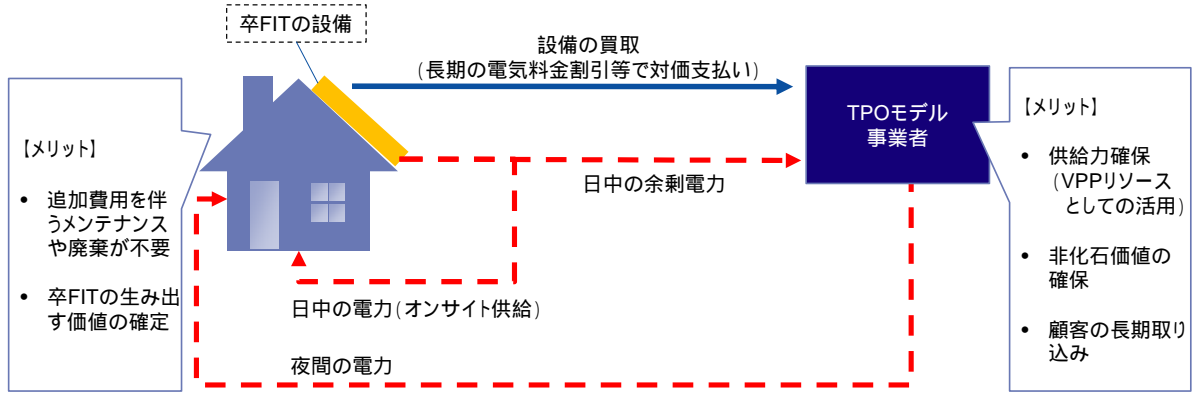 卒FITの設備
設備の買取
(長期の電気料金割引等で対価支払い)
【メリット】
• 追加費用を伴
うメンテナンス
や廃棄が不要
• 卒FITの生み出
す価値の確定
TPOモデル
事業者
日中の余剰電力
日中の電力(オンサイト供給)
夜間の電力
【メリット】
• 供給力確保
(VPPリソース
としての活用)
• 非化石価値の
確保
• 顧客の長期取り
込み